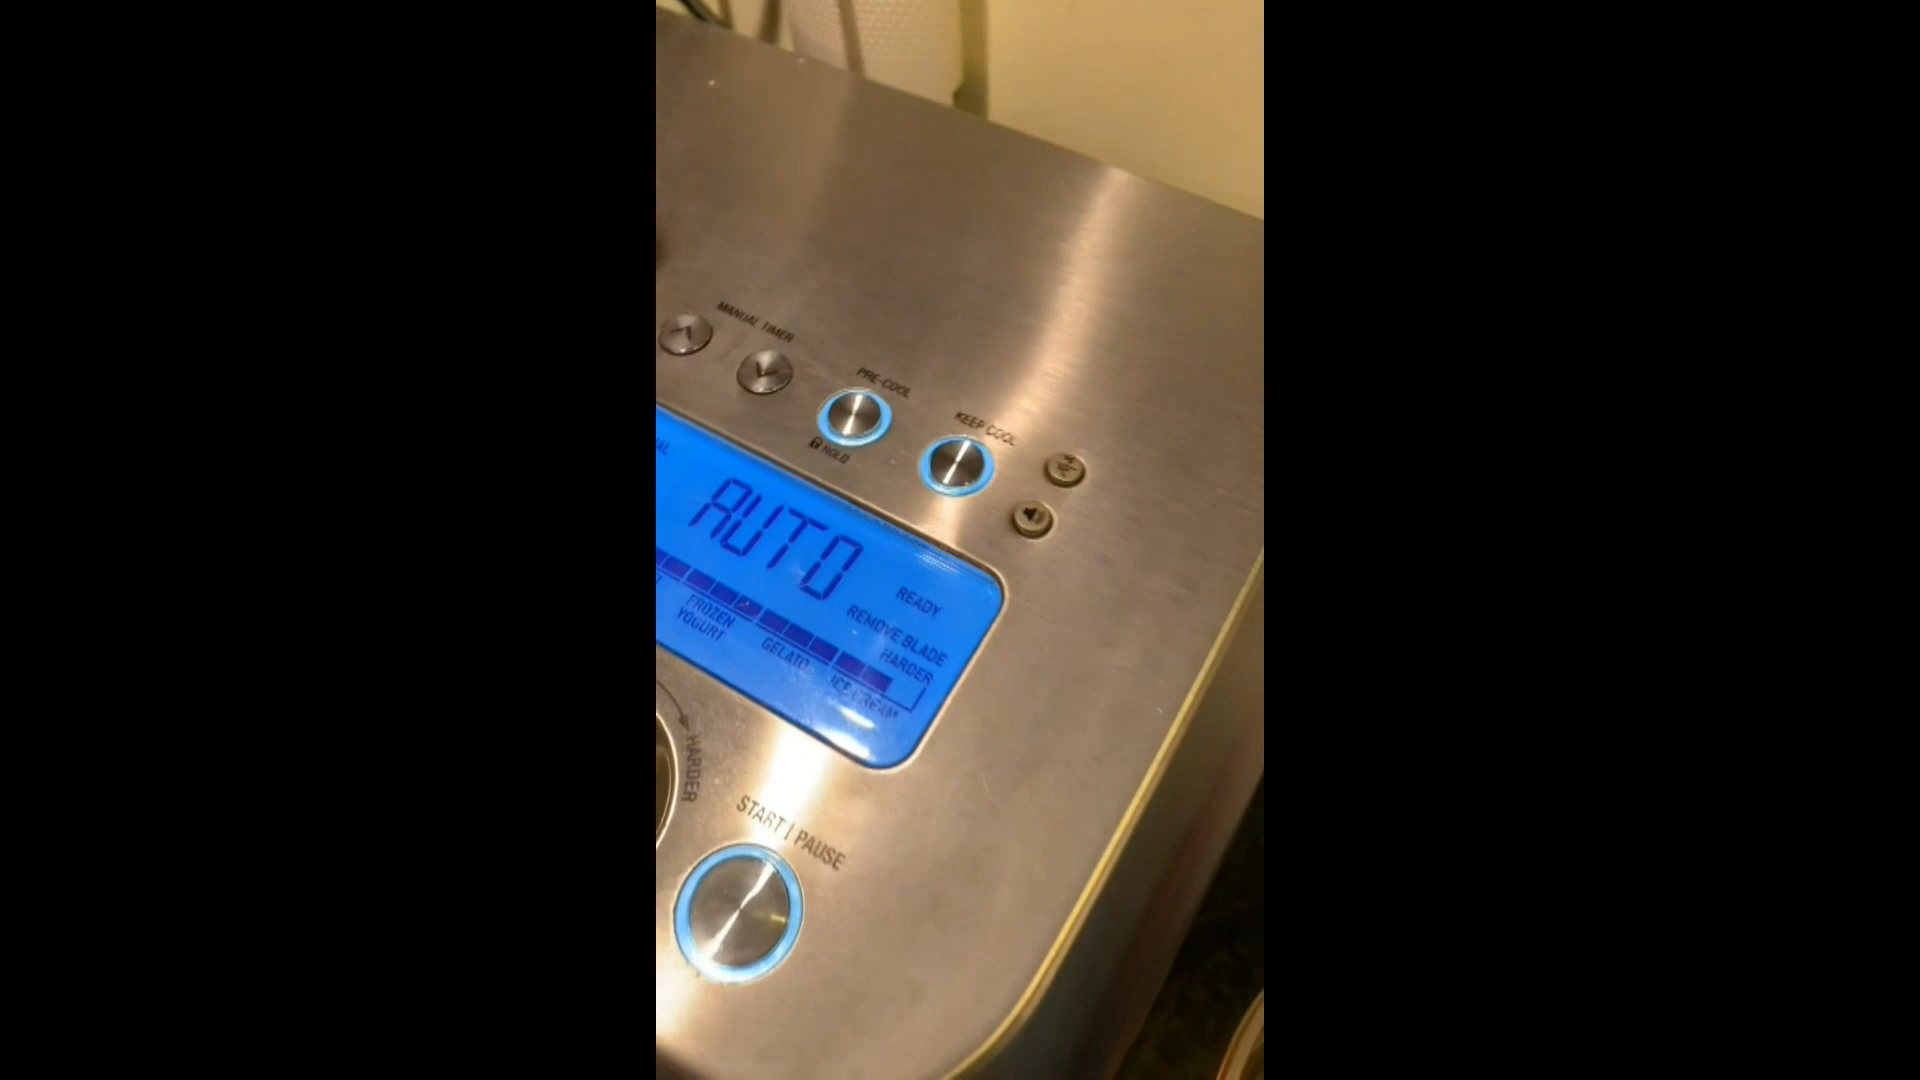 MANUAL TIMER
PRE-COOL
HOLD
KEEP COOL
AUTO
READY
REMOVE BLADE
HARDER
FROZEN
YOGURT
GELATO
ICE CREAM
HARDER
START | PAUSE